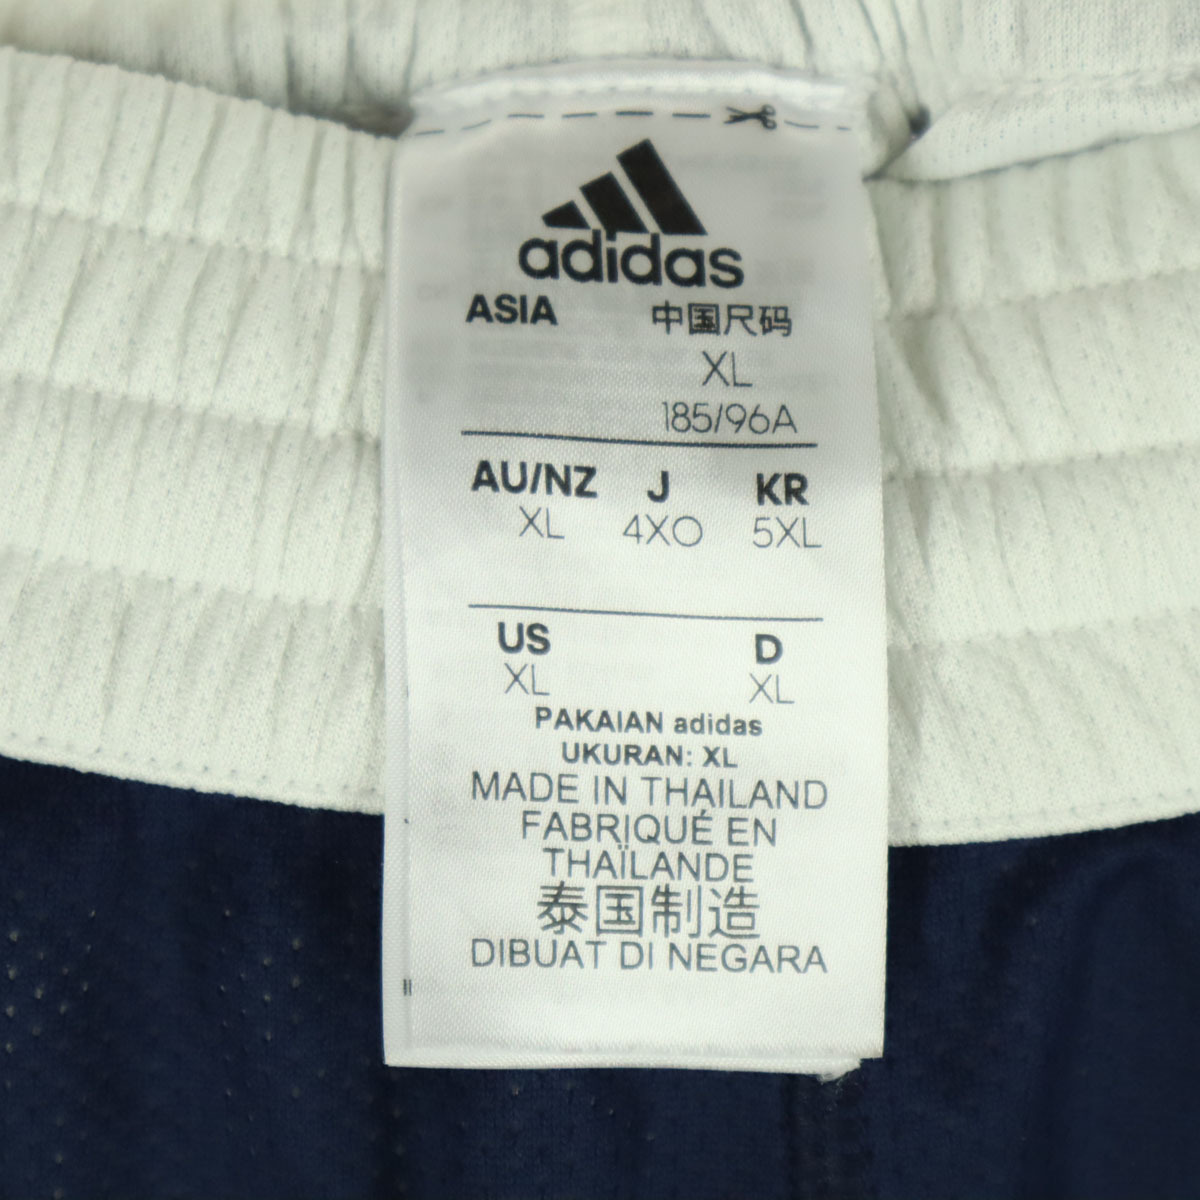 adidas
ASIA 中国尺码
XL
185/96A
AU/NZ J KR
XL 4XO 5XL
US D
XL XL
PAKAIAN adidas
UKURAN: XL
MADE IN THAILAND
FABRIQUÉ EN
THAÏLANDE
泰国制造
DIBUAT DI NEGARA